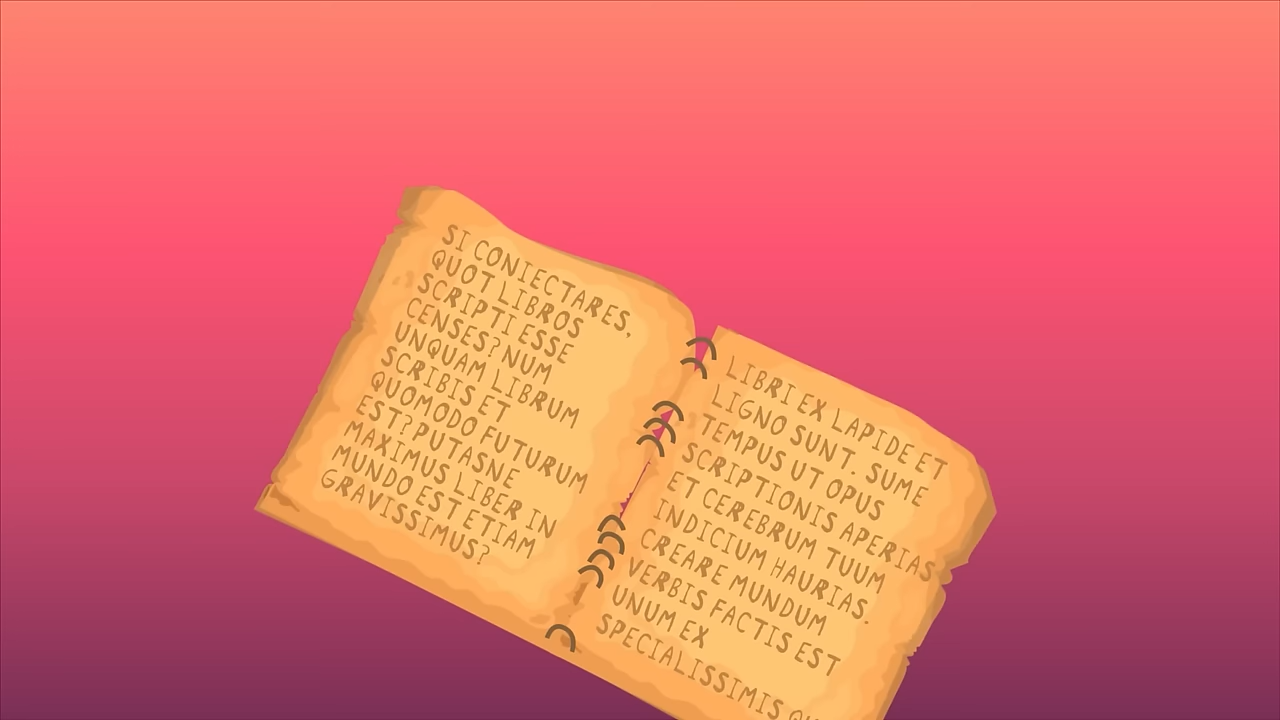 SI CONIECTARES,
QUOT LIBROS
SCRIPTI ESSE
CENSES? NUM
UNQUAM LIBRUM
SCRIBIS ET
QUOMODO FUTURUM
EST? PUTASNE
MAXIMUS LIBER IN
MUNDO EST ETIAM
GRAVISSIMUS?
LIBRI EX LAPIDE ET
LIGNO SUNT. SUME
TEMPUS UT OPUS
SCRIPTIONIS APERIAS
ET CEREBRUM TUUM
INDICIUM HAURIAS.
CREARE MUNDUM
VERBIS FACTIS EST
UNUM EX
SPECIALISSIMIS